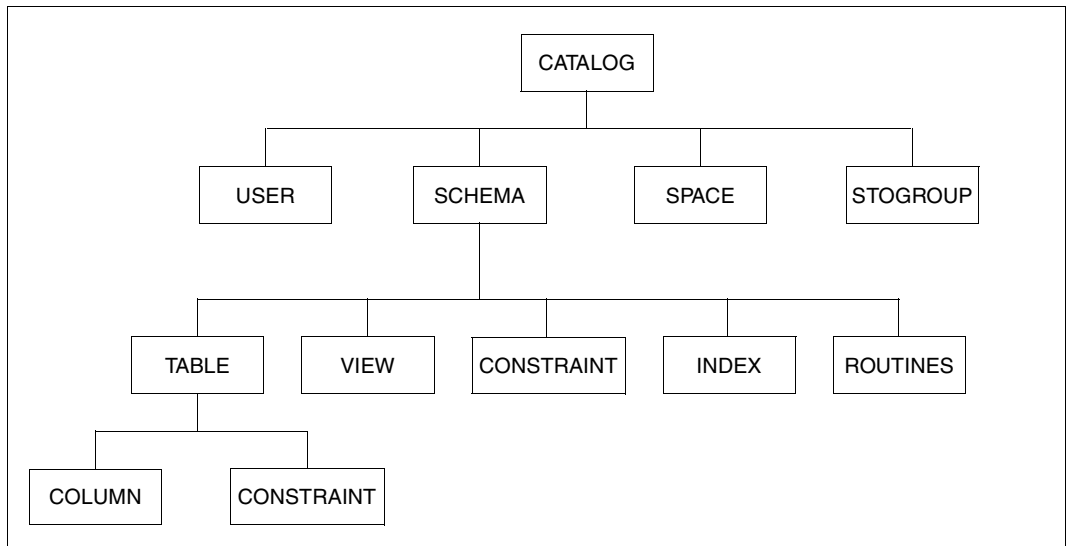 CATALOG
USER
SCHEMA
SPACE
STOGROUP
TABLE
VIEW
CONSTRAINT
INDEX
ROUTINES
COLUMN
CONSTRAINT